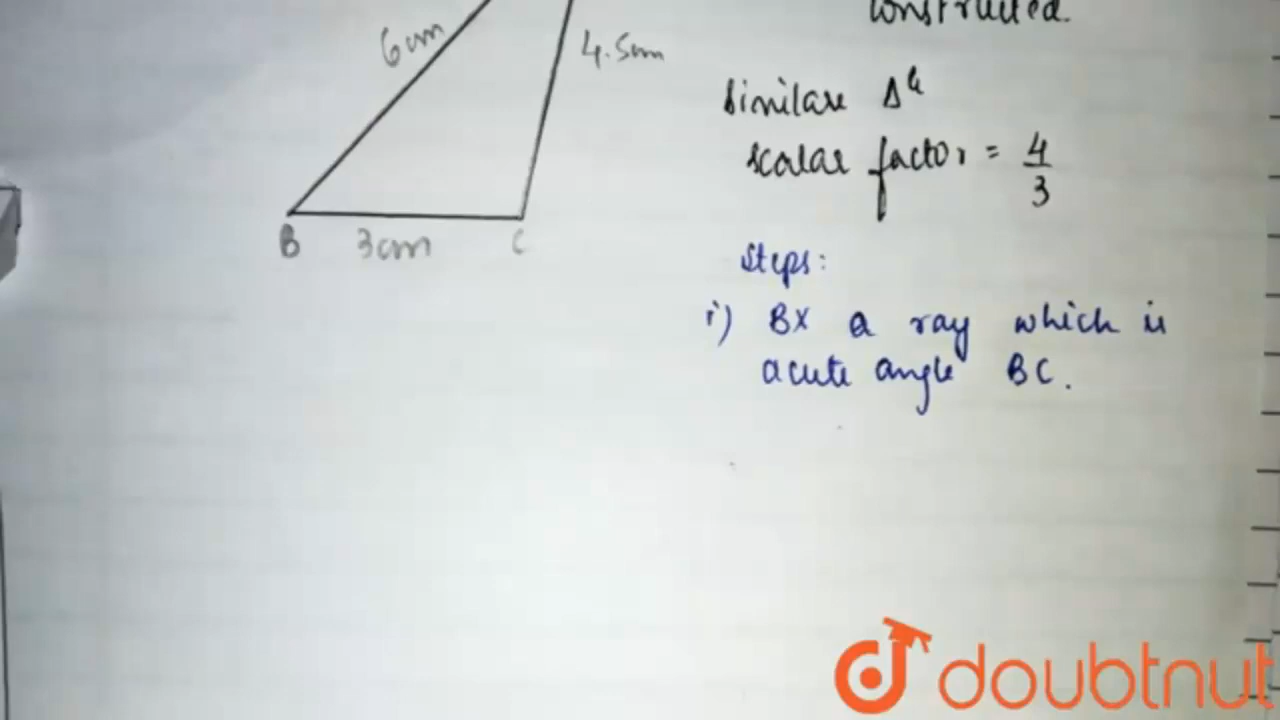 6cm
4.5cm
B 3cm C
constructed.
Similar Δˢ
scalar factor = 4/3
Steps:
i) BX a ray which is
acute angle BC.
doubtnut